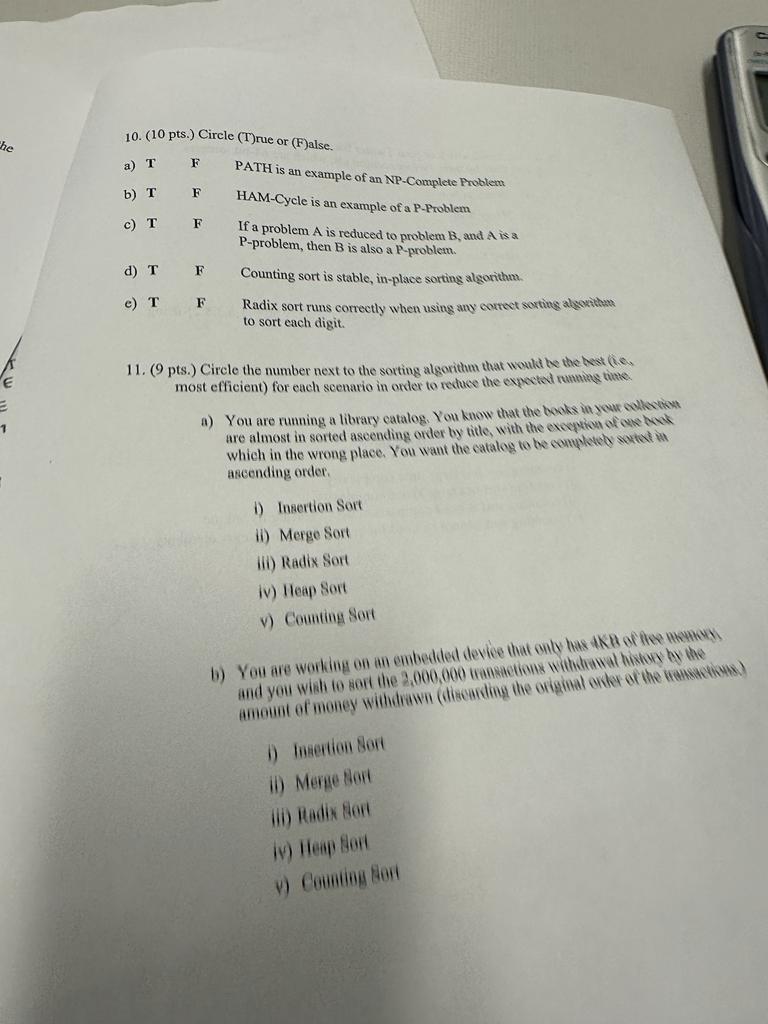 he
10. (10 pts.) Circle (T)rue or (F)alse.
a) T F PATH is an example of an NP-Complete Problem
b) T F HAM-Cycle is an example of a P-Problem
c) T F If a problem A is reduced to problem B, and A is a
P-problem, then B is also a P-problem.
d) T F Counting sort is stable, in-place sorting algorithm.
e) T F Radix sort runs correctly when using any correct sorting algorithm
to sort each digit.
11. (9 pts.) Circle the number next to the sorting algorithm that would be the best (i.e.,
most efficient) for each scenario in order to reduce the expected running time.
a) You are running a library catalog. You know that the books in your collection
are almost in sorted ascending order by title, with the exception of one book
which in the wrong place. You want the catalog to be completely sorted in
ascending order.
i) Insertion Sort
ii) Merge Sort
iii) Radix Sort
iv) Heap Sort
v) Counting Sort
b) You are working on an embedded device that only has 4KB of free memory,
and you wish to sort the 2,000,000 transactions withdrawal history by the
amount of money withdrawn (discarding the original order of the transactions.)
i) Insertion Sort
ii) Merge Sort
iii) Radix Sort
iv) Heap Sort
v) Counting Sort